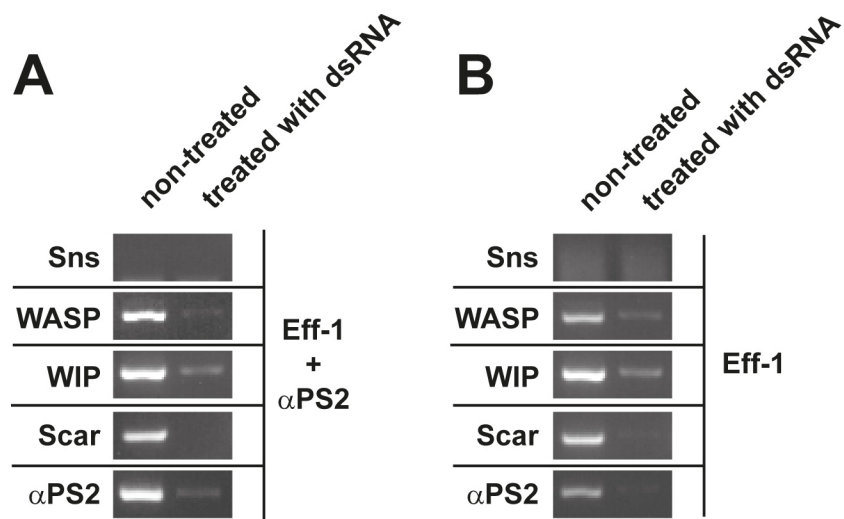 A
non-treated
treated with dsRNA
Sns
WASP
WIP
Scar
αPS2
Eff-1
+
αPS2
B
non-treated
treated with dsRNA
Sns
WASP
WIP
Scar
αPS2
Eff-1